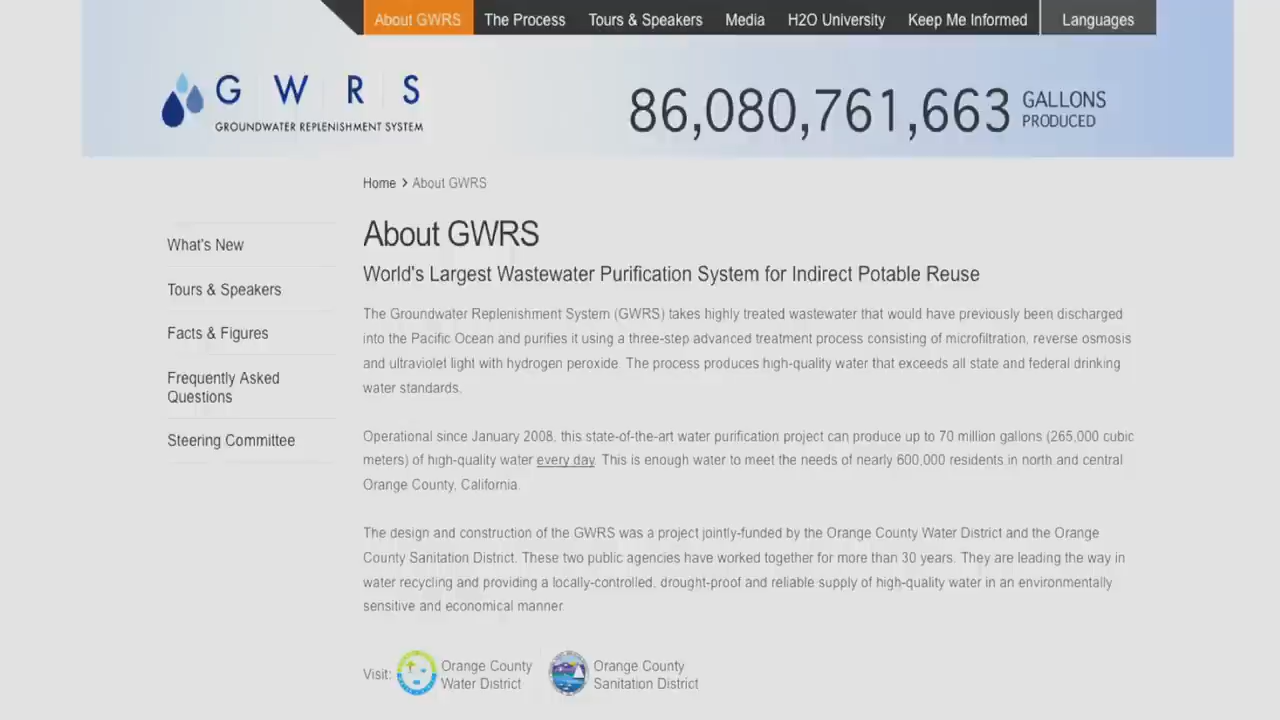 About GWRS The Process Tours & Speakers Media H2O University Keep Me Informed Languages
G W R S
GROUNDWATER REPLENISHMENT SYSTEM
86,080,761,663 GALLONS PRODUCED
Home > About GWRS
What's New
Tours & Speakers
Facts & Figures
Frequently Asked
Questions
Steering Committee
About GWRS
World's Largest Wastewater Purification System for Indirect Potable Reuse
The Groundwater Replenishment System (GWRS) takes highly treated wastewater that would have previously been discharged
into the Pacific Ocean and purifies it using a three-step advanced treatment process consisting of microfiltration, reverse osmosis
and ultraviolet light with hydrogen peroxide. The process produces high-quality water that exceeds all state and federal drinking
water standards.
Operational since January 2008, this state-of-the-art water purification project can produce up to 70 million gallons (265,000 cubic
meters) of high-quality water every day. This is enough water to meet the needs of nearly 600,000 residents in north and central
Orange County, California.
The design and construction of the GWRS was a project jointly-funded by the Orange County Water District and the Orange
County Sanitation District. These two public agencies have worked together for more than 30 years. They are leading the way in
water recycling and providing a locally-controlled, drought-proof and reliable supply of high-quality water in an environmentally
sensitive and economical manner.
Visit: Orange County
Water District
Orange County
Sanitation District